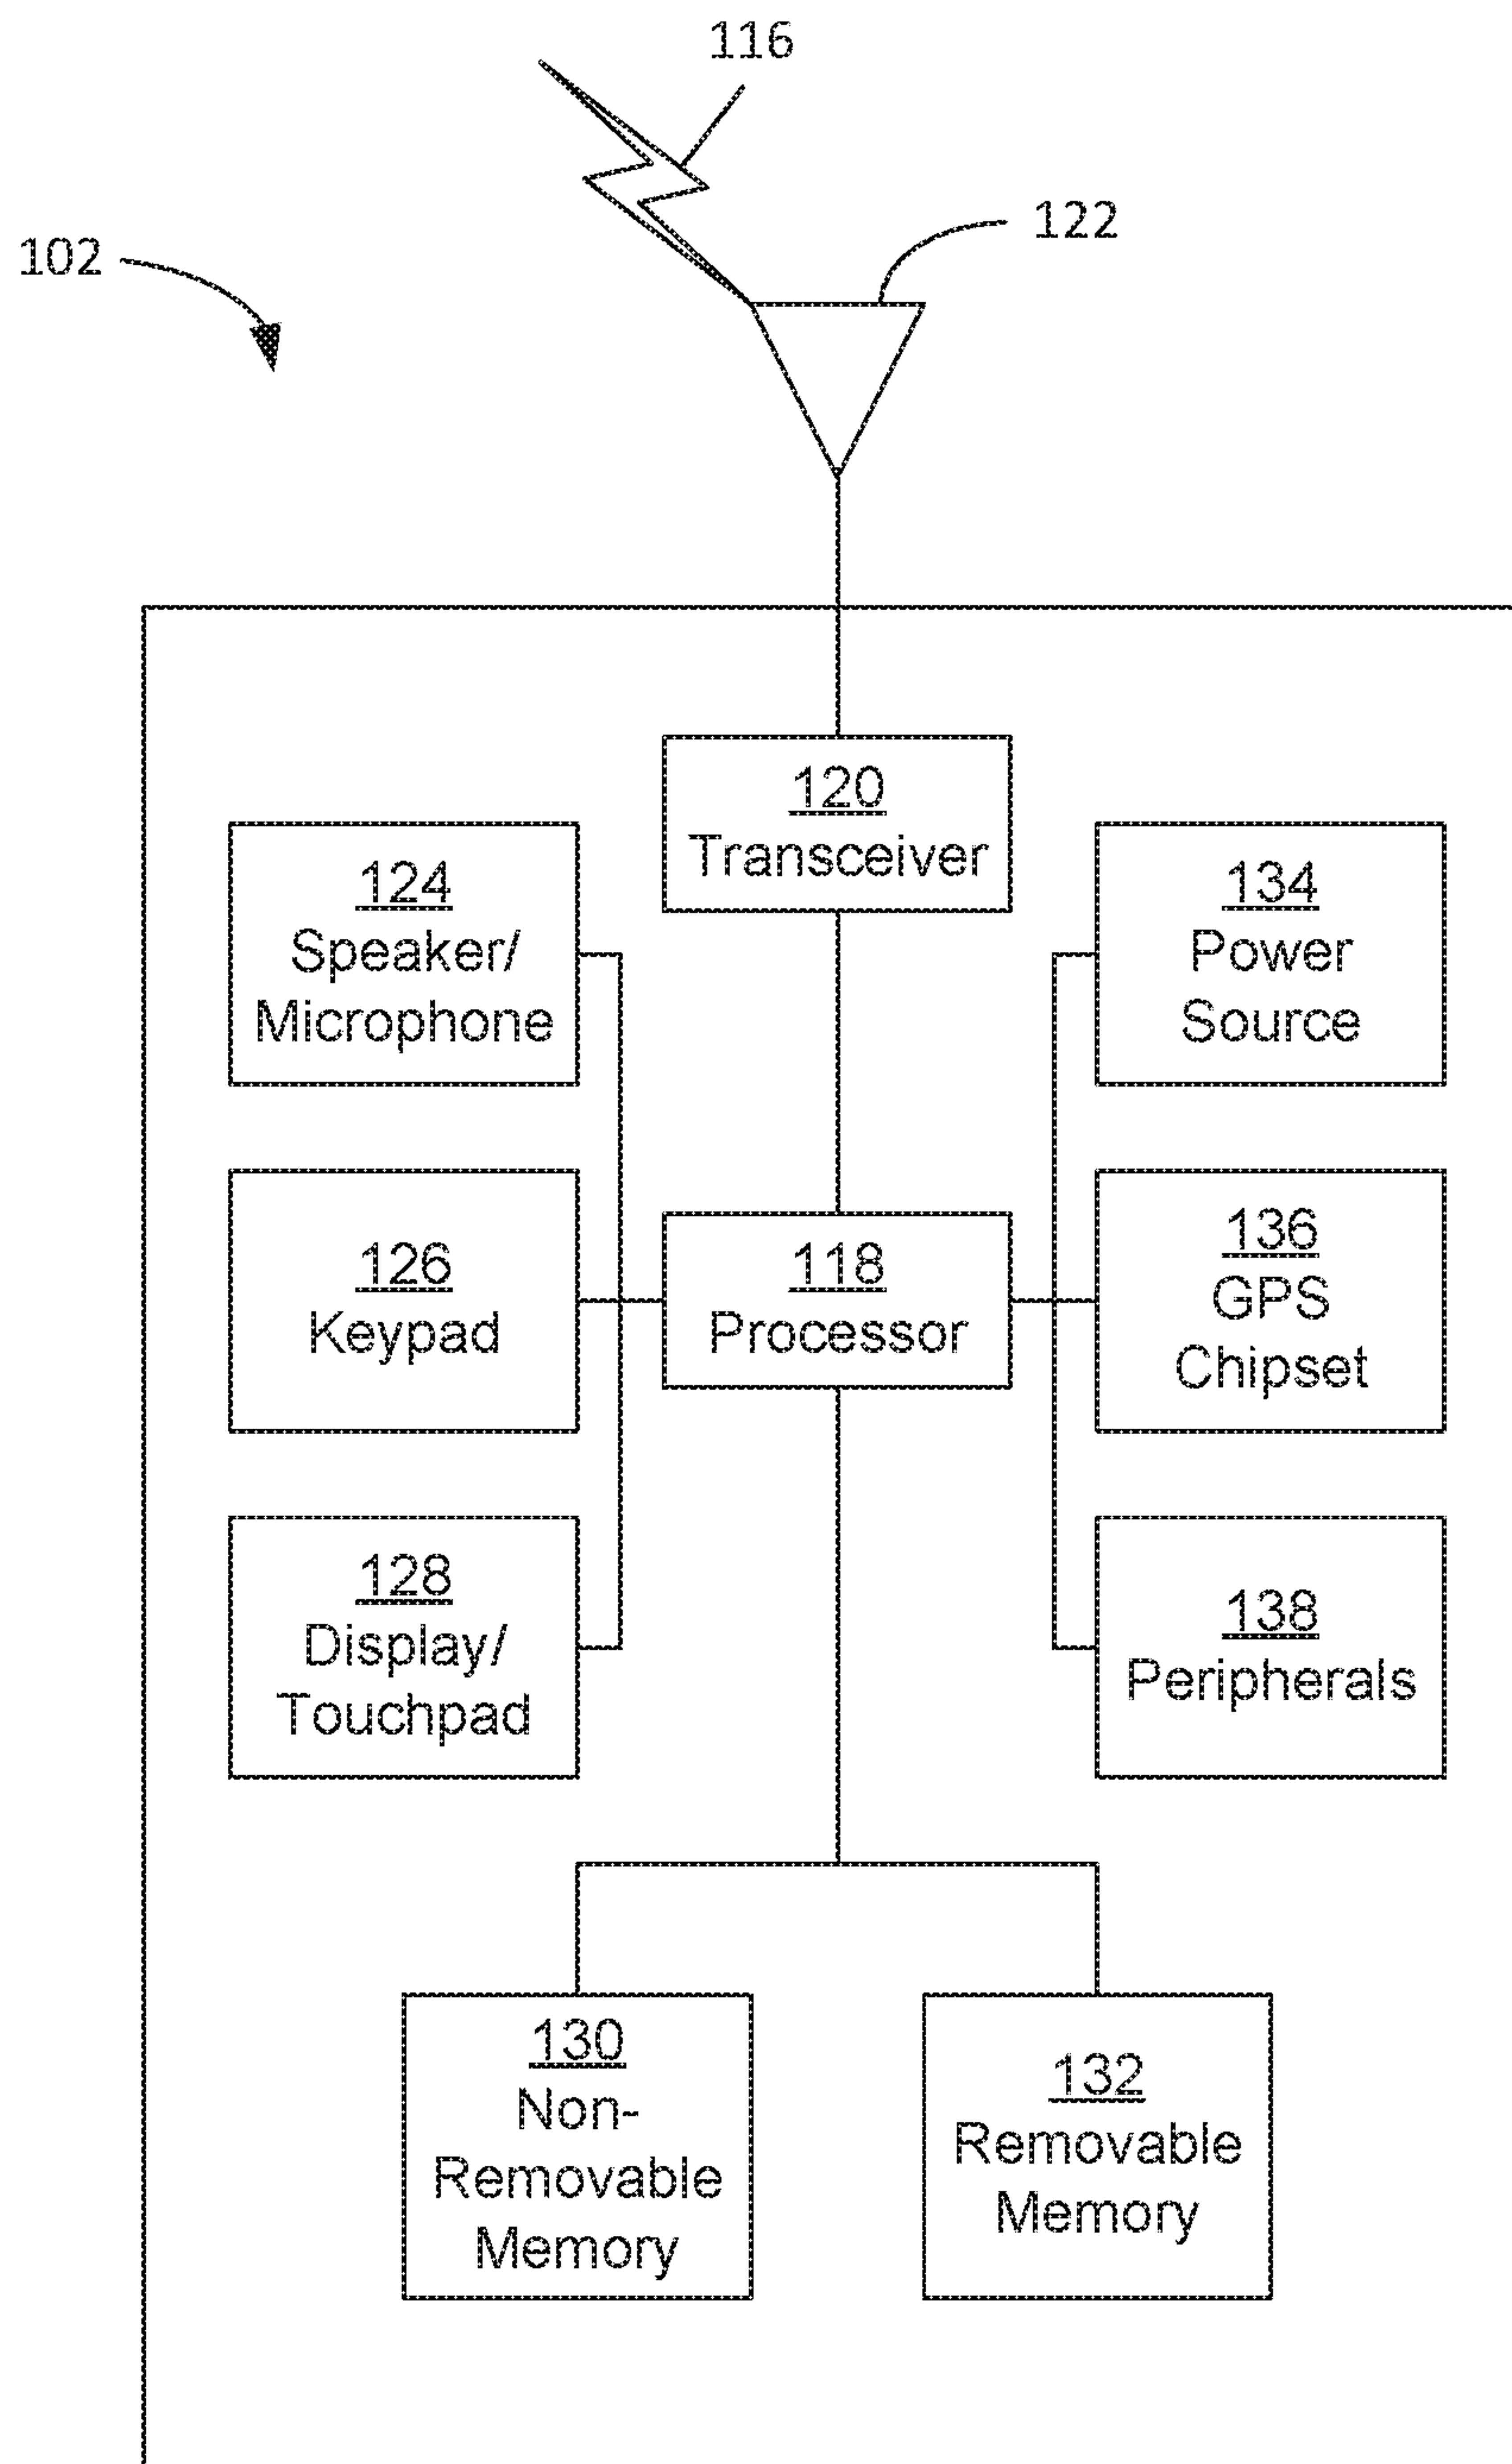 116
122
102
120
Transceiver
124
Speaker/
Microphone
134
Power
Source
126
Keypad
118
Processor
136
GPS
Chipset
128
Display/
Touchpad
138
Peripherals
130
Non-
Removable
Memory
132
Removable
Memory